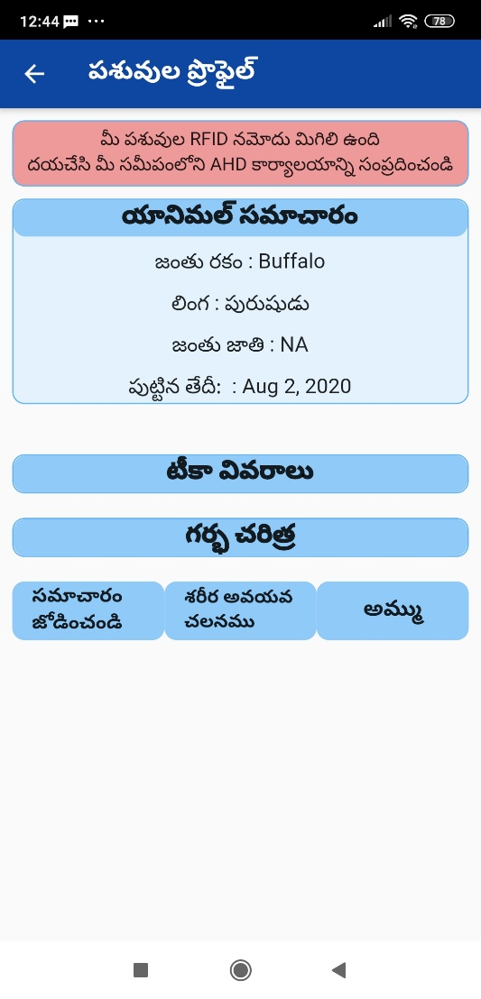 12:44
78
పశువుల ప్రొఫైల్
మీ పశువుల RFID నమోదు మిగిలి ఉంది
దయచేసి మీ సమీపంలోని AHD కార్యాలయాన్ని సంప్రదించండి
యానిమల్ సమాచారం
జంతు రకం : Buffalo
లింగ : పురుషుడు
జంతు జాతి : NA
పుట్టిన తేదీ:  : Aug 2, 2020
టీకా వివరాలు
గర్భ చరిత్ర
సమాచారం
జోడించండి
శరీర అవయవ
చలనము
అమ్ము